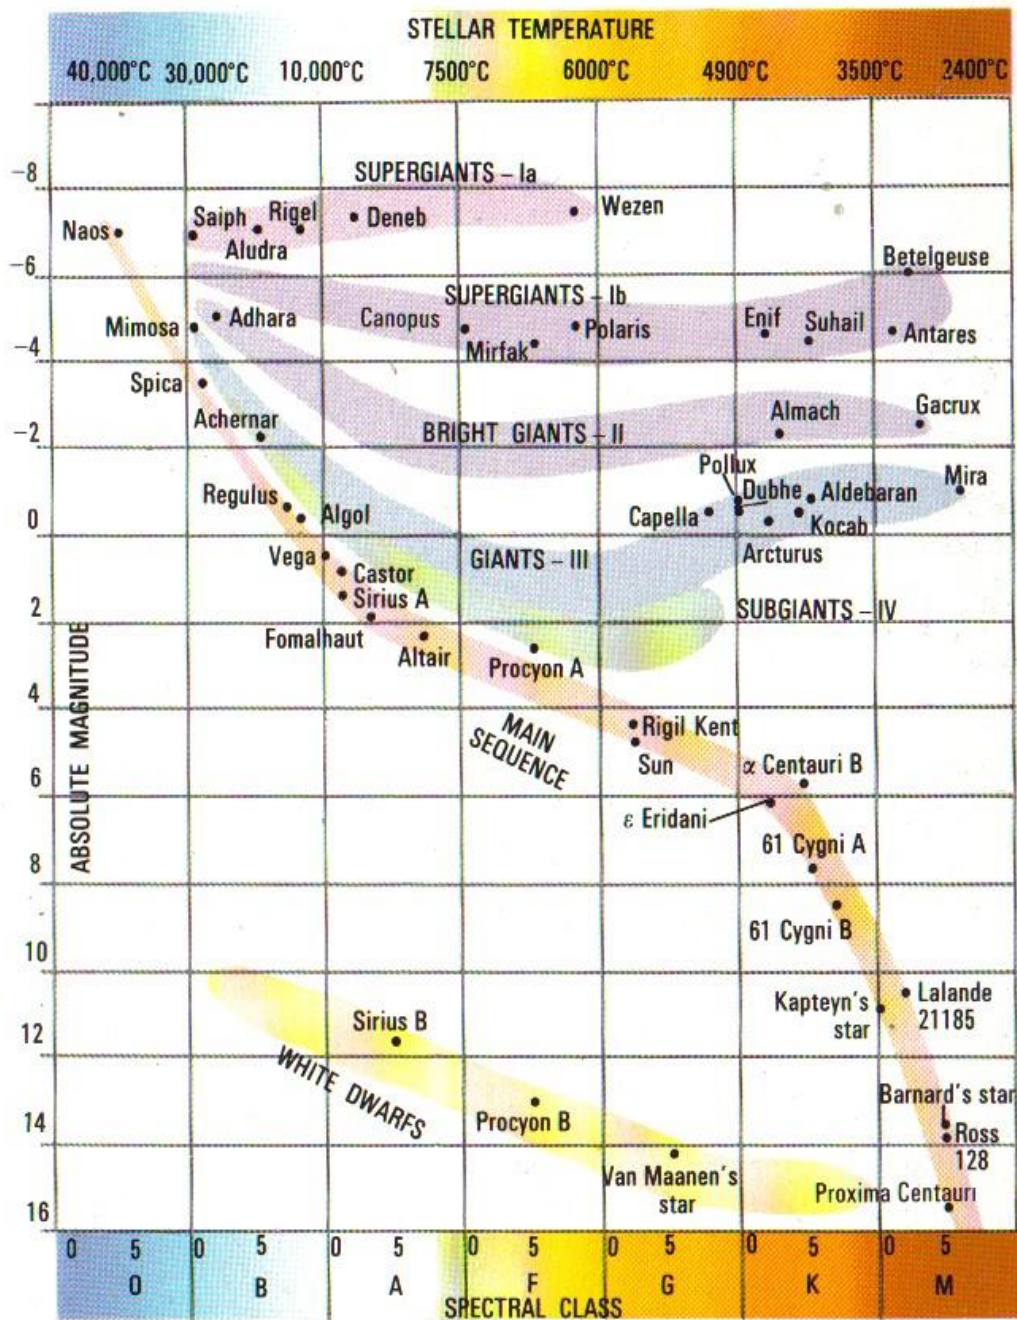 STELLAR TEMPERATURE
40,000°C 30,000°C 10,000°C 7500°C 6000°C 4900°C 3500°C 2400°C
SUPERGIANTS – Ia
-8
Naos
Saiph
Rigel
Aludra
Deneb
Wezen
-6
Betelgeuse
SUPERGIANTS – Ib
Mimosa
Adhara
Canopus
Mirfak
Polaris
Enif
Suhail
Antares
-4
Spica
Achernar
Almach
Gacrux
-2
BRIGHT GIANTS – II
Pollux
Dubhe
Aldebaran
Mira
Regulus
Algol
Capella
Kocab
0
Arcturus
Vega
GIANTS – III
Castor
Sirius A
2
SUBGIANTS – IV
Fomalhaut
Altair
Procyon A
4
MAIN
SEQUENCE
Rigil Kent
Sun
α Centauri B
6
ε Eridani
ABSOLUTE MAGNITUDE
61 Cygni A
8
61 Cygni B
10
Kapteyn's
star
Lalande
21185
Sirius B
12
WHITE DWARFS
Procyon B
Barnard's star
Ross
128
14
Van Maanen's
star
Proxima Centauri
16
0 5 0 5 0 5 0 5 0 5 0 5 0 5
O B A F G K M
SPECTRAL CLASS